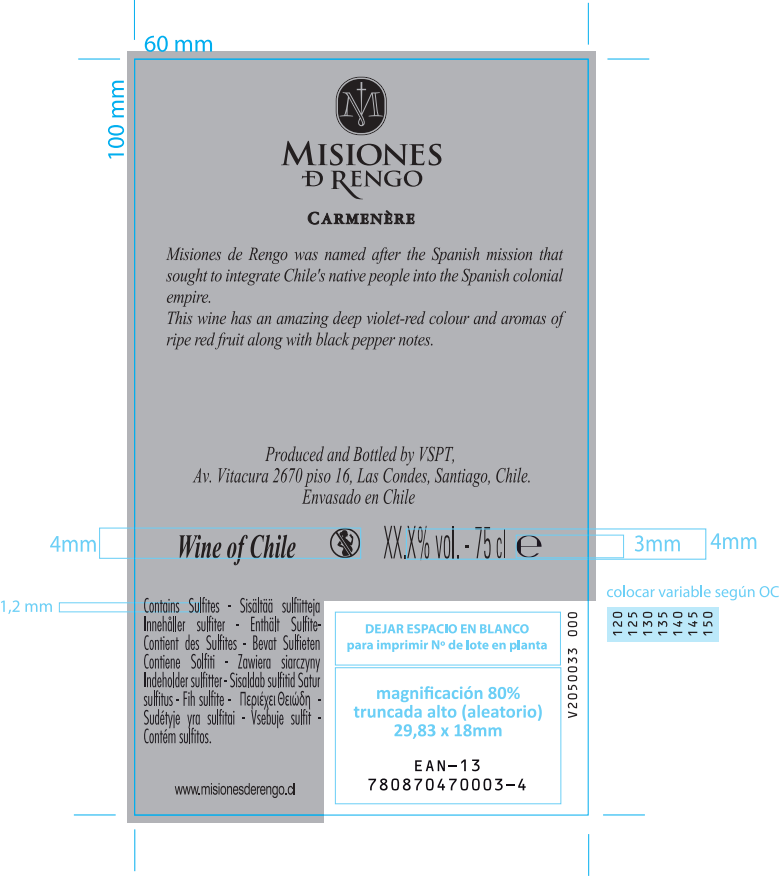 60 mm
100 mm
M
MISIONES
Đ RENGO
CARMENÈRE
Misiones de Rengo was named after the Spanish mission that
sought to integrate Chile's native people into the Spanish colonial
empire.
This wine has an amazing deep violet-red colour and aromas of
ripe red fruit along with black pepper notes.
Produced and Bottled by VSPT,
Av. Vitacura 2670 piso 16, Las Condes, Santiago, Chile.
Envasado en Chile
4mm
Wine of Chile
XX.X% vol. - 75 cl e
3mm
4mm
colocar variable según OC
120
125
130
135
140
145
150
1,2 mm
Contains Sulfites - Sisältää sulfiitteja
Innehåller sulfiter - Enthält Sulfite-
Contient des Sulfites - Bevat Sulfieten
Contiene Solfiti - Zawiera siarczyny
Indeholder sulfitter - Sisaldab sulfitid Satur
sulfitus - Fih sulfite - Περιέχει Θειώδη -
Sudétyje yra sulfitai - Vsebuje sulfit -
Contém sulfitos.
www.misionesderengo.cl
DEJAR ESPACIO EN BLANCO
para imprimir Nº de lote en planta
V2050033 000
magnificación 80%
truncada alto (aleatorio)
29,83 x 18mm
EAN-13
780870470003-4